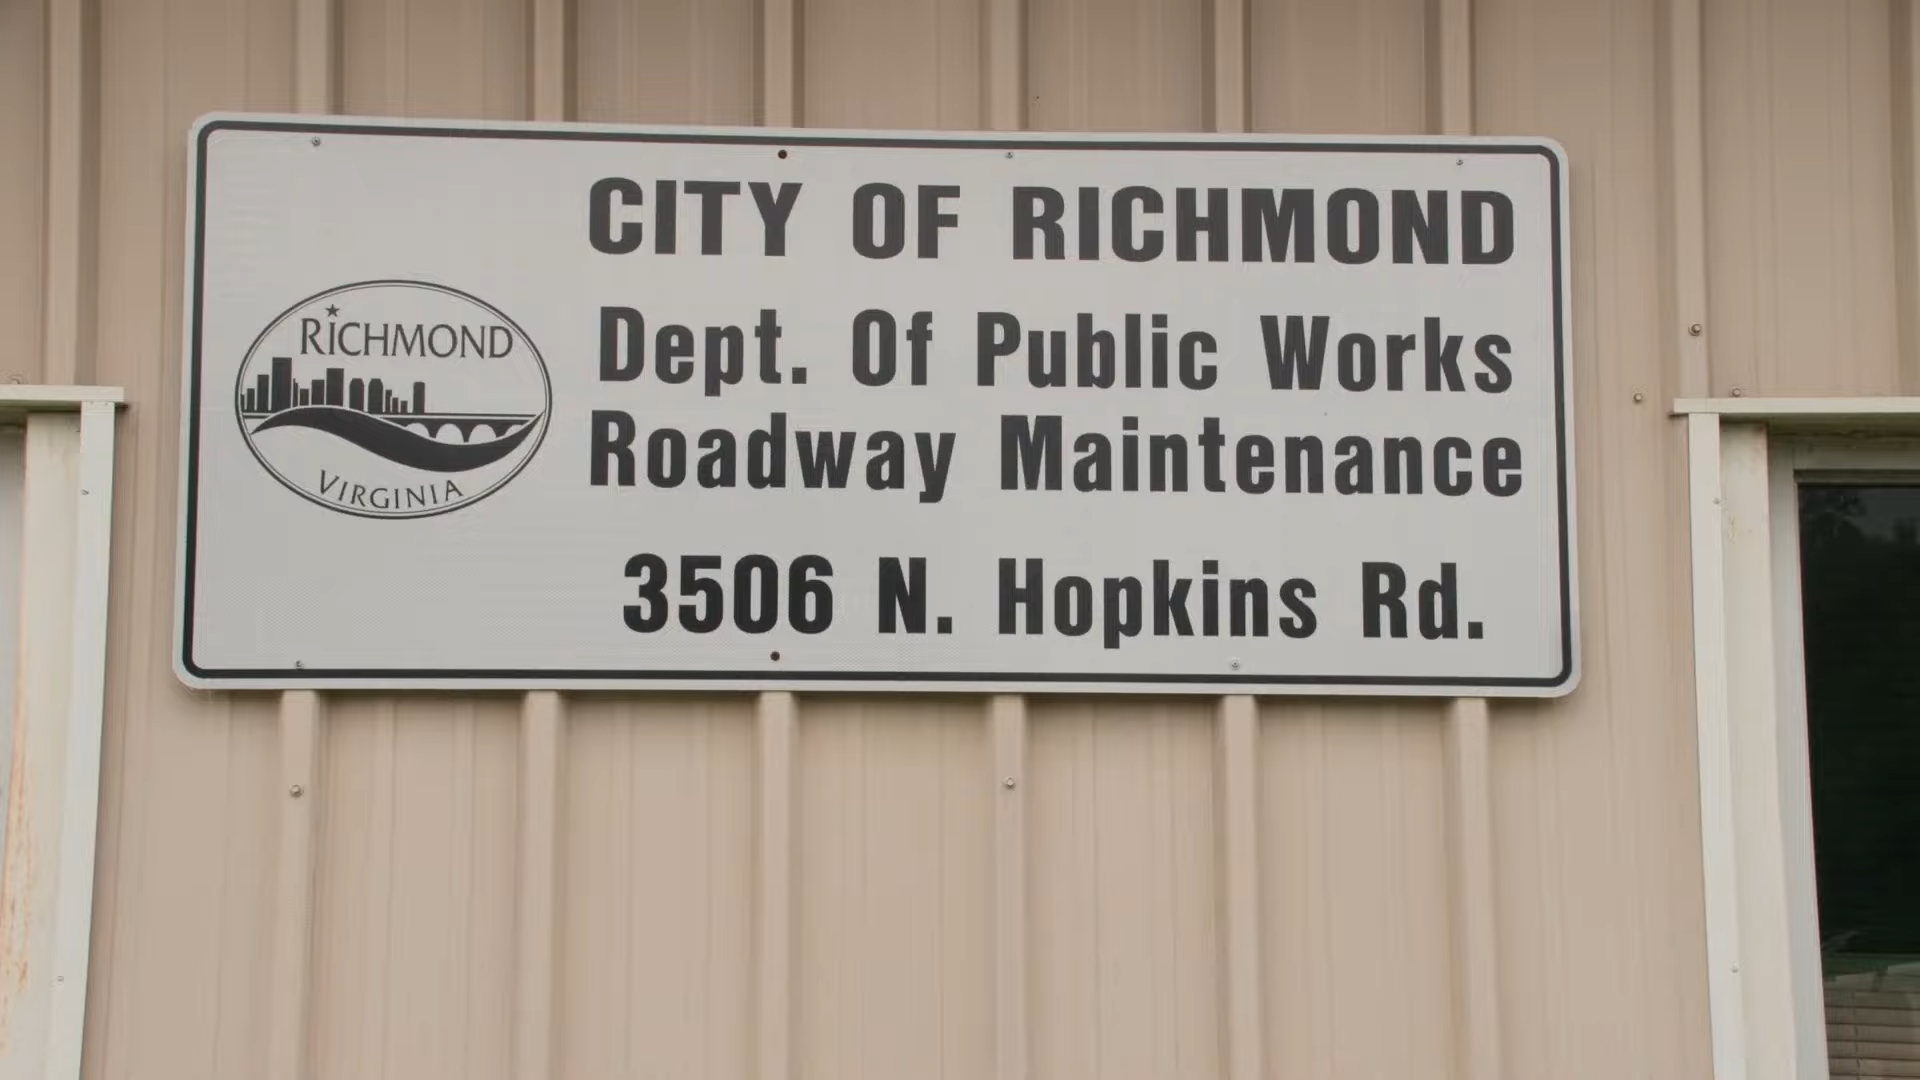 CITY OF RICHMOND
Dept. Of Public Works
Roadway Maintenance
3506 N. Hopkins Rd.
RICHMOND
VIRGINIA